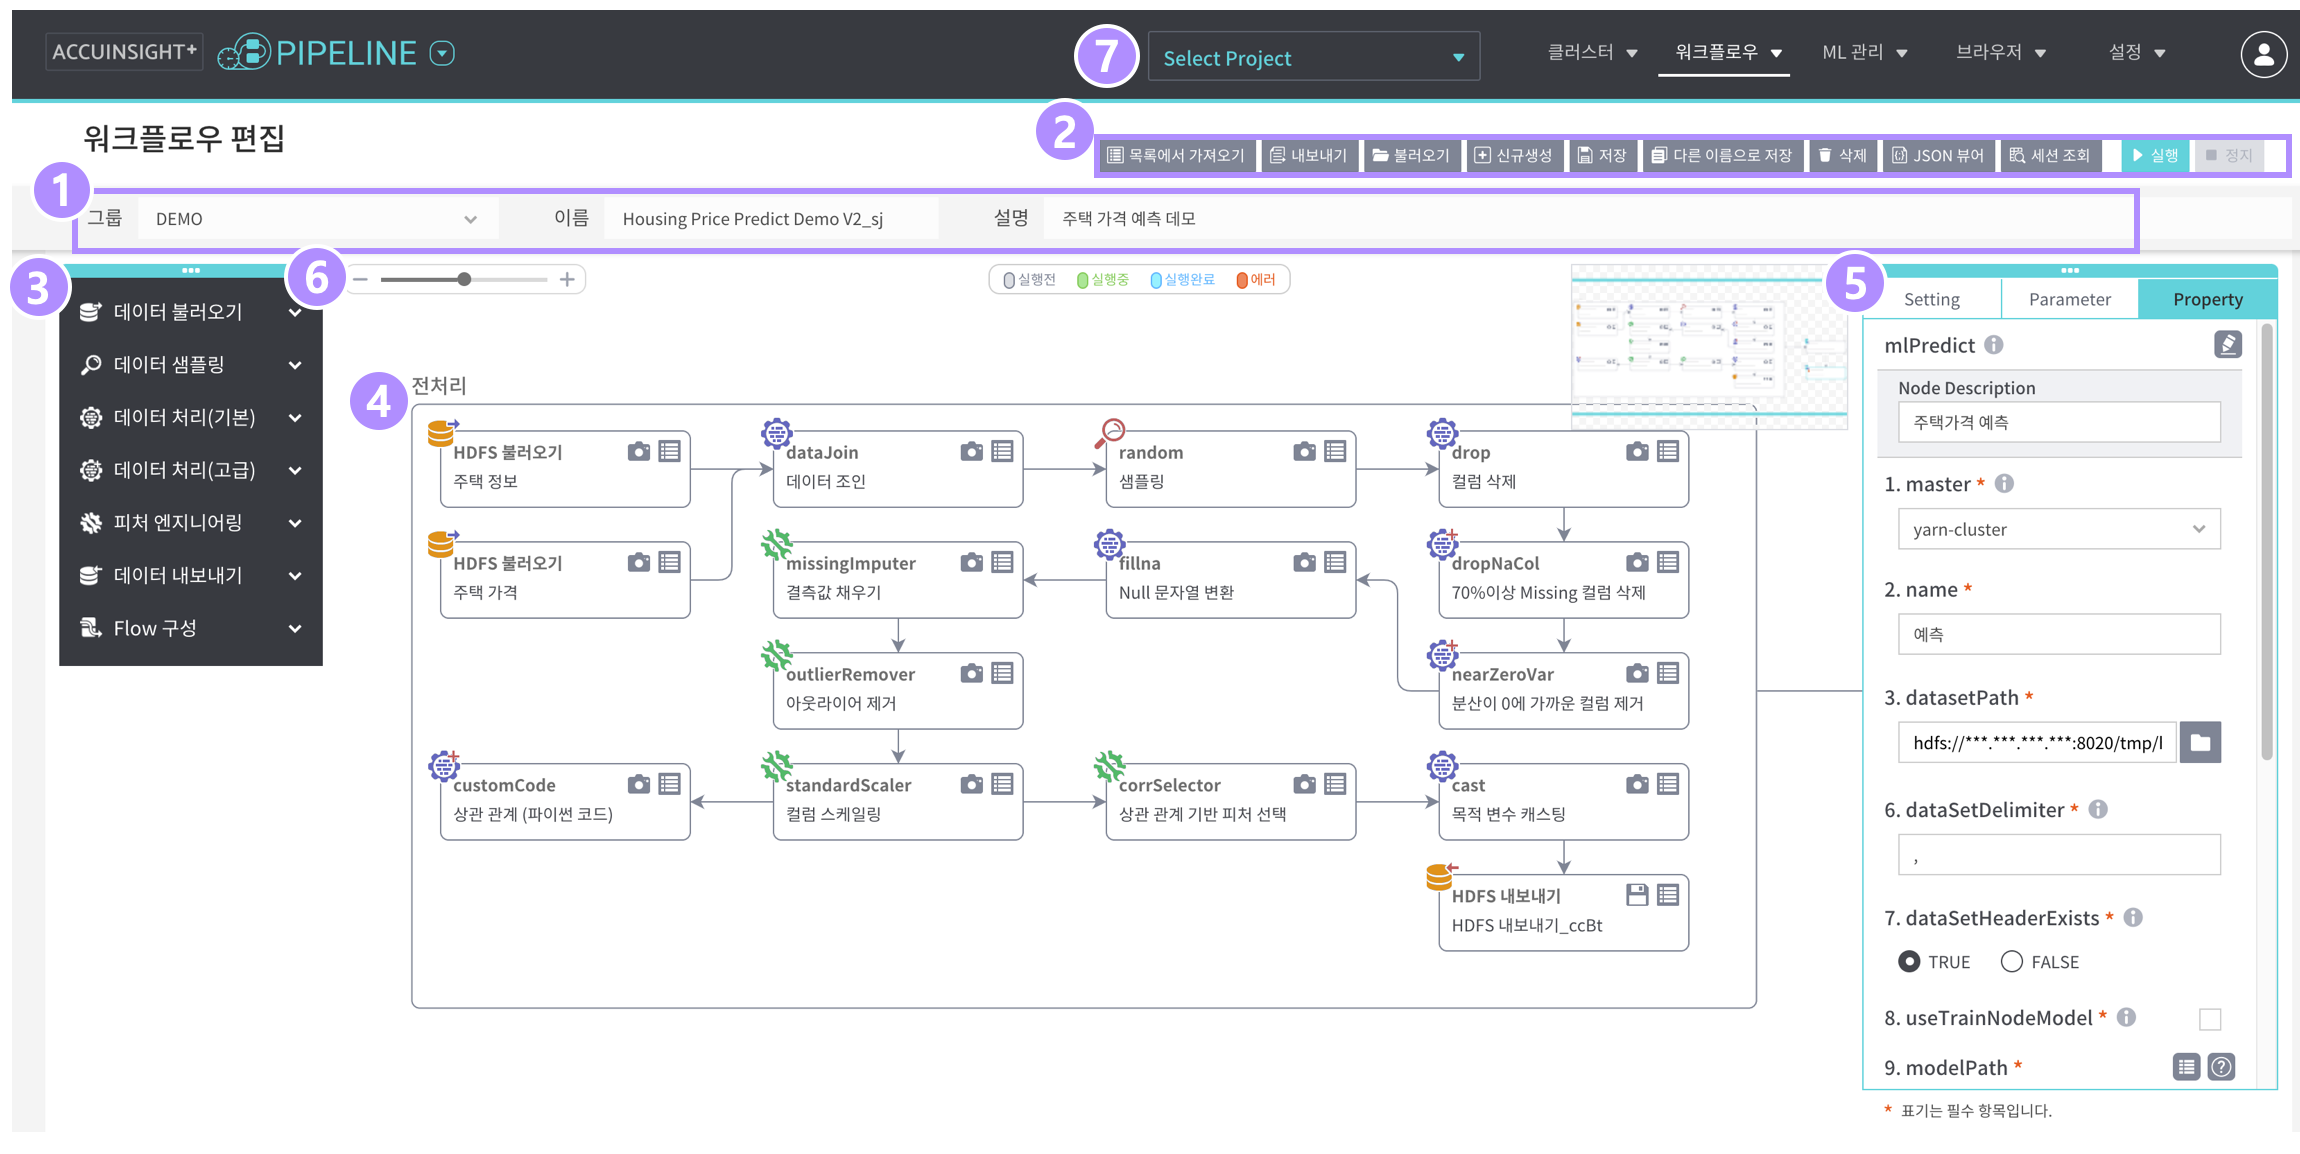 ACCUINSIGHT+ PIPELINE
7
Select Project
클러스터
워크플로우
ML 관리
브라우저
설정
워크플로우 편집
2
목록에서 가져오기
내보내기
불러오기
신규생성
저장
다른 이름으로 저장
삭제
JSON 뷰어
세션 조회
실행
정지
1
그룹
DEMO
이름
Housing Price Predict Demo V2_sj
설명
주택 가격 예측 데모
3
데이터 불러오기
데이터 샘플링
데이터 처리(기본)
데이터 처리(고급)
피처 엔지니어링
데이터 내보내기
Flow 구성
6
실행전
실행중
실행완료
에러
4
전처리
HDFS 불러오기
주택 정보
dataJoin
데이터 조인
random
샘플링
drop
컬럼 삭제
HDFS 불러오기
주택 가격
missingImputer
결측값 채우기
fillna
Null 문자열 변환
dropNaCol
70%이상 Missing 컬럼 삭제
outlierRemover
아웃라이어 제거
nearZeroVar
분산이 0에 가까운 컬럼 제거
customCode
상관 관계 (파이썬 코드)
standardScaler
컬럼 스케일링
corrSelector
상관 관계 기반 피처 선택
cast
목적 변수 캐스팅
HDFS 내보내기
HDFS 내보내기_ccBt
5
Setting
Parameter
Property
mlPredict
Node Description
주택가격 예측
1. master *
yarn-cluster
2. name *
예측
3. datasetPath *
hdfs://***.***.***.***:8020/tmp/l
6. dataSetDelimiter *
,
7. dataSetHeaderExists *
TRUE
FALSE
8. useTrainNodeModel *
9. modelPath *
* 표기는 필수 항목입니다.